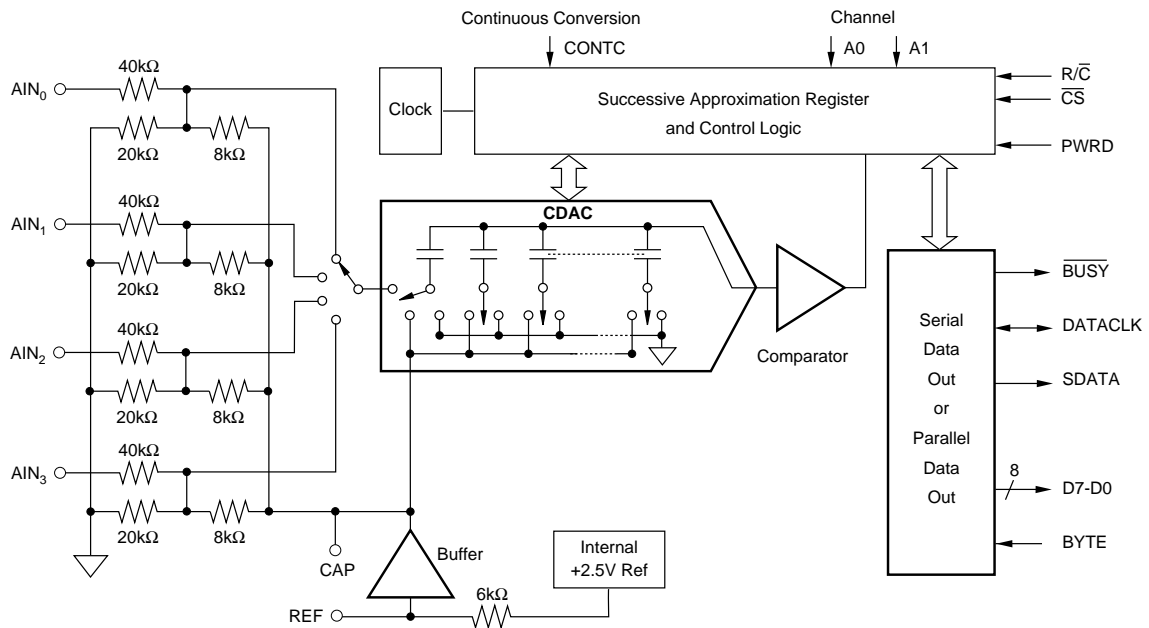 Continuous Conversion
Channel
CONTC
A0
A1
40kΩ
AIN₀
20kΩ
8kΩ
Clock
Successive Approximation Register
and Control Logic
R/C̅
C̅S̅
PWRD
40kΩ
AIN₁
20kΩ
8kΩ
CDAC
40kΩ
AIN₂
20kΩ
8kΩ
Comparator
Serial
Data
Out
or
Parallel
Data
Out
B̅U̅S̅Y̅
DATACLK
SDATA
8
D7-D0
BYTE
40kΩ
AIN₃
20kΩ
8kΩ
CAP
Buffer
Internal
+2.5V Ref
6kΩ
REF